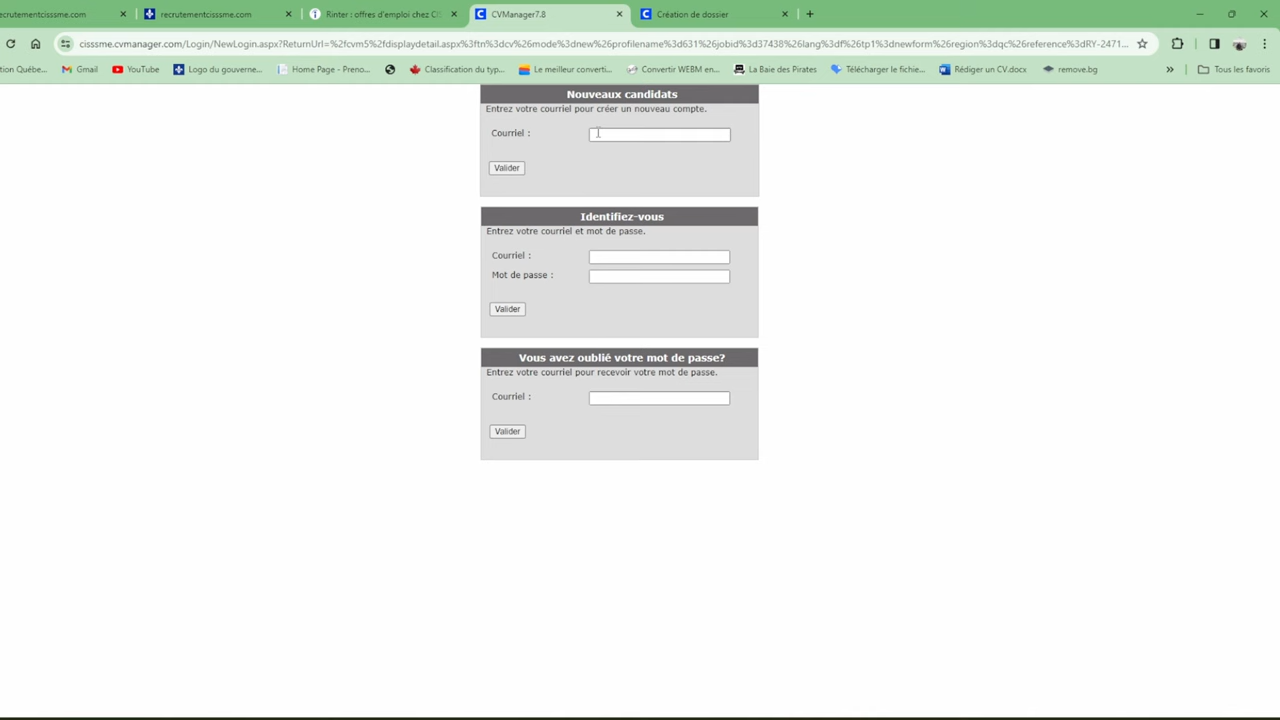 ecrutementcisssme.com
recrutementcisssme.com
Rinter : offres d'emploi chez CIS
CVManager7.8
Création de dossier
cisssme.cvmanager.com/Login/NewLogin.aspx?ReturnUrl=%2fcvm5%2fdisplaydetail.aspx%3ftn%3dcv%26mode%3dnew%26profilename%3d631%26jobid%3d37438%26lang%3df%26tp1%3dnewform%26region%3dqc%26reference%3dRY-2471...
tion Québe...
Gmail
YouTube
Logo du gouverne...
Home Page - Preno...
Classification du typ...
Le meilleur converti...
Convertir WEBM en...
La Baie des Pirates
Télécharger le fichie...
Rédiger un CV.docx
remove.bg
»
Tous les favoris
Nouveaux candidats
Entrez votre courriel pour créer un nouveau compte.
Courriel :
Valider
Identifiez-vous
Entrez votre courriel et mot de passe.
Courriel :
Mot de passe :
Valider
Vous avez oublié votre mot de passe?
Entrez votre courriel pour recevoir votre mot de passe.
Courriel :
Valider